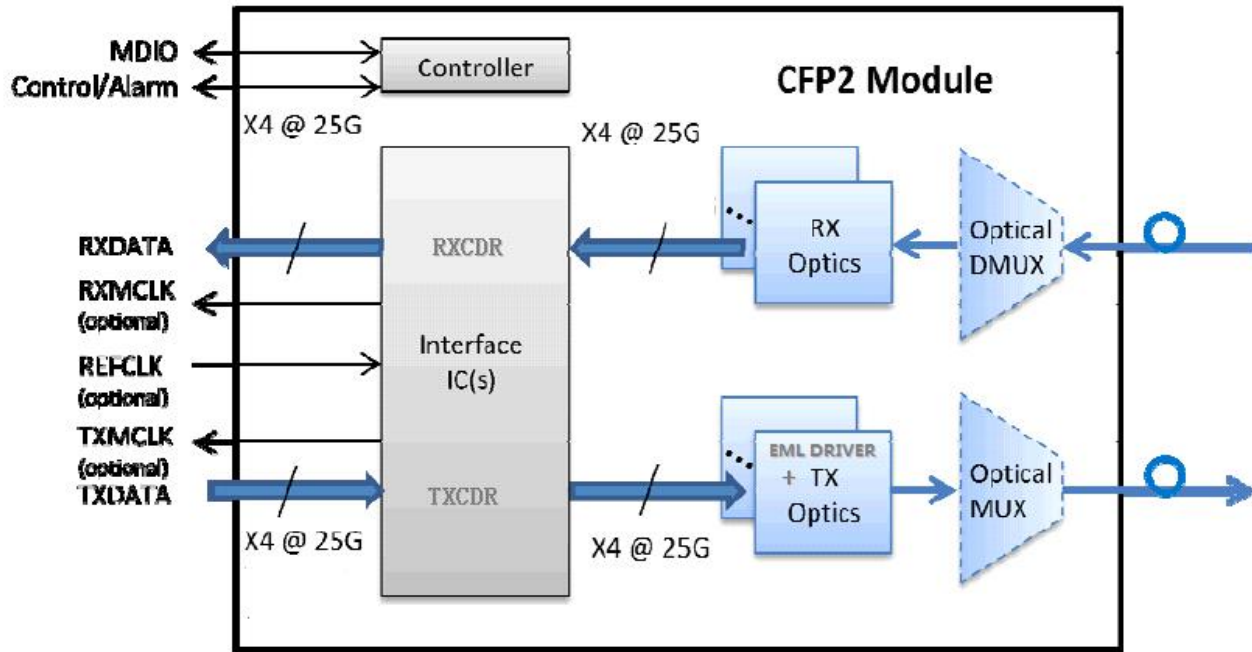 MDIO
Control/Alarm
Controller
CFP2 Module
X4 @ 25G
X4 @ 25G
RXDATA
RXCDR
RX
Optics
Optical
DMUX
RXMCLK
(optional)
REFCLK
(optional)
Interface
IC(s)
TXMCLK
(optional)
TXDATA
TXCDR
EML DRIVER
+ TX
Optics
Optical
MUX
X4 @ 25G
X4 @ 25G